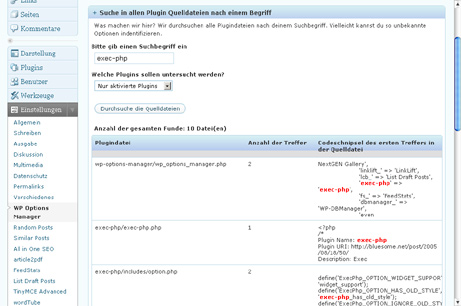 Links
Seiten
Kommentare
Darstellung
Plugins
Benutzer
Werkzeuge
Einstellungen
Allgemein
Schreiben
Ausgabe
Diskussion
Multimedia
Datenschutz
Permalinks
Verschiedenes
WP Options
Manager
Random Posts
Similar Posts
All in One SEO
article2pdf
FeedStats
List Draft Posts
TinyMCE Advanced
wordTube
+ Suche in allen Plugin Quelldateien nach einem Begriff
Was machen wir hier? Wir durchsuchen alle Plugindateien nach deinem Suchbegriff. Vielleicht kannst du so unbekannte
Optionen indentifizieren.
Bitte gib einen Suchbegriff ein
exec-php
Welche Plugins sollen untersucht werden?
Nur aktivierte Plugins
Durchsuche die Quelldateien
Anzahl der gesamten Funde: 10 Datei(en)
Plugindatei Anzahl der Treffer Codeschnipsel des ersten Treffers in
der Quelldatei
wp-options-manager/wp_options_manager.php 2 NextGEN Gallery',
'linklift_' => 'LinkLift',
'lcb_' => 'List Draft Posts',
'exec-php' =>
'exec-php',
'fs_' => 'feedStats',
'dbmanager_' =>
'WP-DBManager',
'even
exec-php/exec-php.php 1 <?php
/*
Plugin Name: exec-php
Plugin URI: http://bluesome.net/post/2005
/08/18/50/
Description: Exec
exec-php/includes/option.php 2 define('ExecPhp_OPTION_WIDGET_SUPPORT
'widget_support');
define('ExecPhp_OPTION_HAS_OLD_STYLE',
'exec-php_has_old_style');
define('ExecPhp_OPTION_IGNORE_OLD_STY